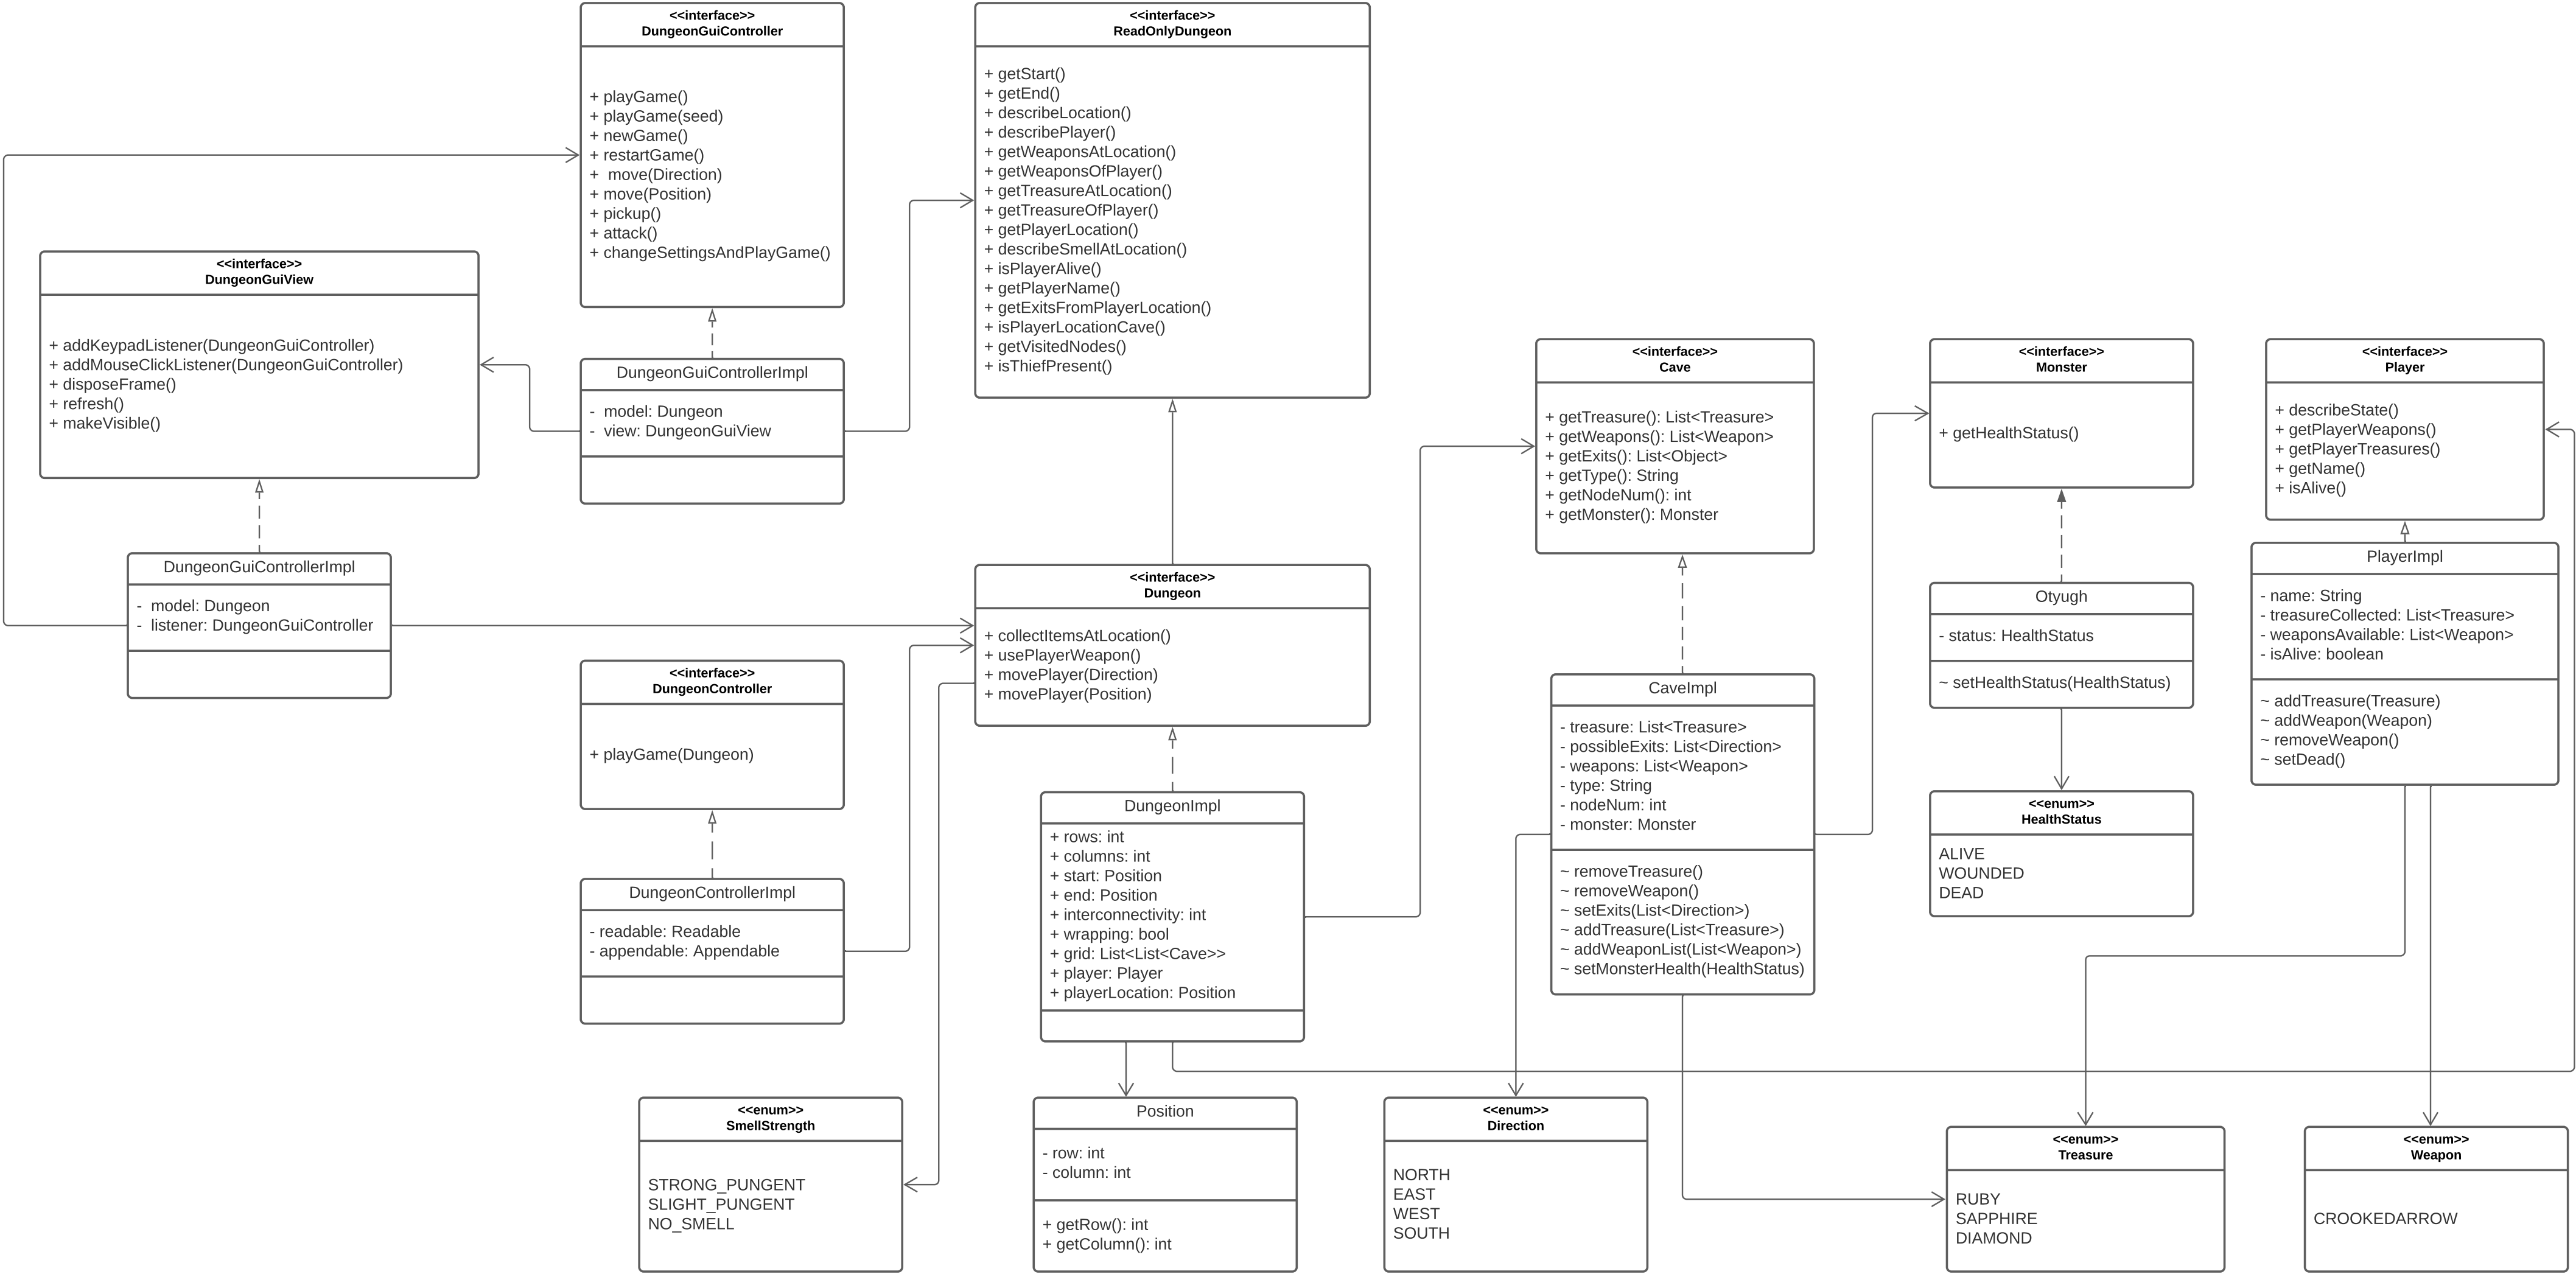 <<interface>>
DungeonGuiController
+ playGame()
+ playGame(seed)
+ newGame()
+ restartGame()
+  move(Direction)
+ move(Position)
+ pickup()
+ attack()
+ changeSettingsAndPlayGame()
<<interface>>
ReadOnlyDungeon
+ getStart()
+ getEnd()
+ describeLocation()
+ describePlayer()
+ getWeaponsAtLocation()
+ getWeaponsOfPlayer()
+ getTreasureAtLocation()
+ getTreasureOfPlayer()
+ getPlayerLocation()
+ describeSmellAtLocation()
+ isPlayerAlive()
+ getPlayerName()
+ getExitsFromPlayerLocation()
+ isPlayerLocationCave()
+ getVisitedNodes()
+ isThiefPresent()
<<interface>>
DungeonGuiView
+ addKeypadListener(DungeonGuiController)
+ addMouseClickListener(DungeonGuiController)
+ disposeFrame()
+ refresh()
+ makeVisible()
DungeonGuiControllerImpl
-  model: Dungeon
-  view: DungeonGuiView
<<interface>>
Cave
+ getTreasure(): List<Treasure>
+ getWeapons(): List<Weapon>
+ getExits(): List<Object>
+ getType(): String
+ getNodeNum(): int
+ getMonster(): Monster
<<interface>>
Monster
+ getHealthStatus()
<<interface>>
Player
+ describeState()
+ getPlayerWeapons()
+ getPlayerTreasures()
+ getName()
+ isAlive()
DungeonGuiControllerImpl
-  model: Dungeon
-  listener: DungeonGuiController
<<interface>>
Dungeon
+ collectItemsAtLocation()
+ usePlayerWeapon()
+ movePlayer(Direction)
+ movePlayer(Position)
PlayerImpl
- name: String
- treasureCollected: List<Treasure>
- weaponsAvailable: List<Weapon>
- isAlive: boolean
~ addTreasure(Treasure)
~ addWeapon(Weapon)
~ removeWeapon()
~ setDead()
Otyugh
- status: HealthStatus
~ setHealthStatus(HealthStatus)
<<interface>>
DungeonController
+ playGame(Dungeon)
CaveImpl
- treasure: List<Treasure>
- possibleExits: List<Direction>
- weapons: List<Weapon>
- type: String
- nodeNum: int
- monster: Monster
~ removeTreasure()
~ removeWeapon()
~ setExits(List<Direction>)
~ addTreasure(List<Treasure>)
~ addWeaponList(List<Weapon>)
~ setMonsterHealth(HealthStatus)
DungeonImpl
+ rows: int
+ columns: int
+ start: Position
+ end: Position
+ interconnectivity: int
+ wrapping: bool
+ grid: List<List<Cave>>
+ player: Player
+ playerLocation: Position
<<enum>>
HealthStatus
ALIVE
WOUNDED
DEAD
DungeonControllerImpl
- readable: Readable
- appendable: Appendable
<<enum>>
SmellStrength
STRONG_PUNGENT
SLIGHT_PUNGENT
NO_SMELL
Position
- row: int
- column: int
+ getRow(): int
+ getColumn(): int
<<enum>>
Direction
NORTH
EAST
WEST
SOUTH
<<enum>>
Treasure
RUBY
SAPPHIRE
DIAMOND
<<enum>>
Weapon
CROOKEDARROW